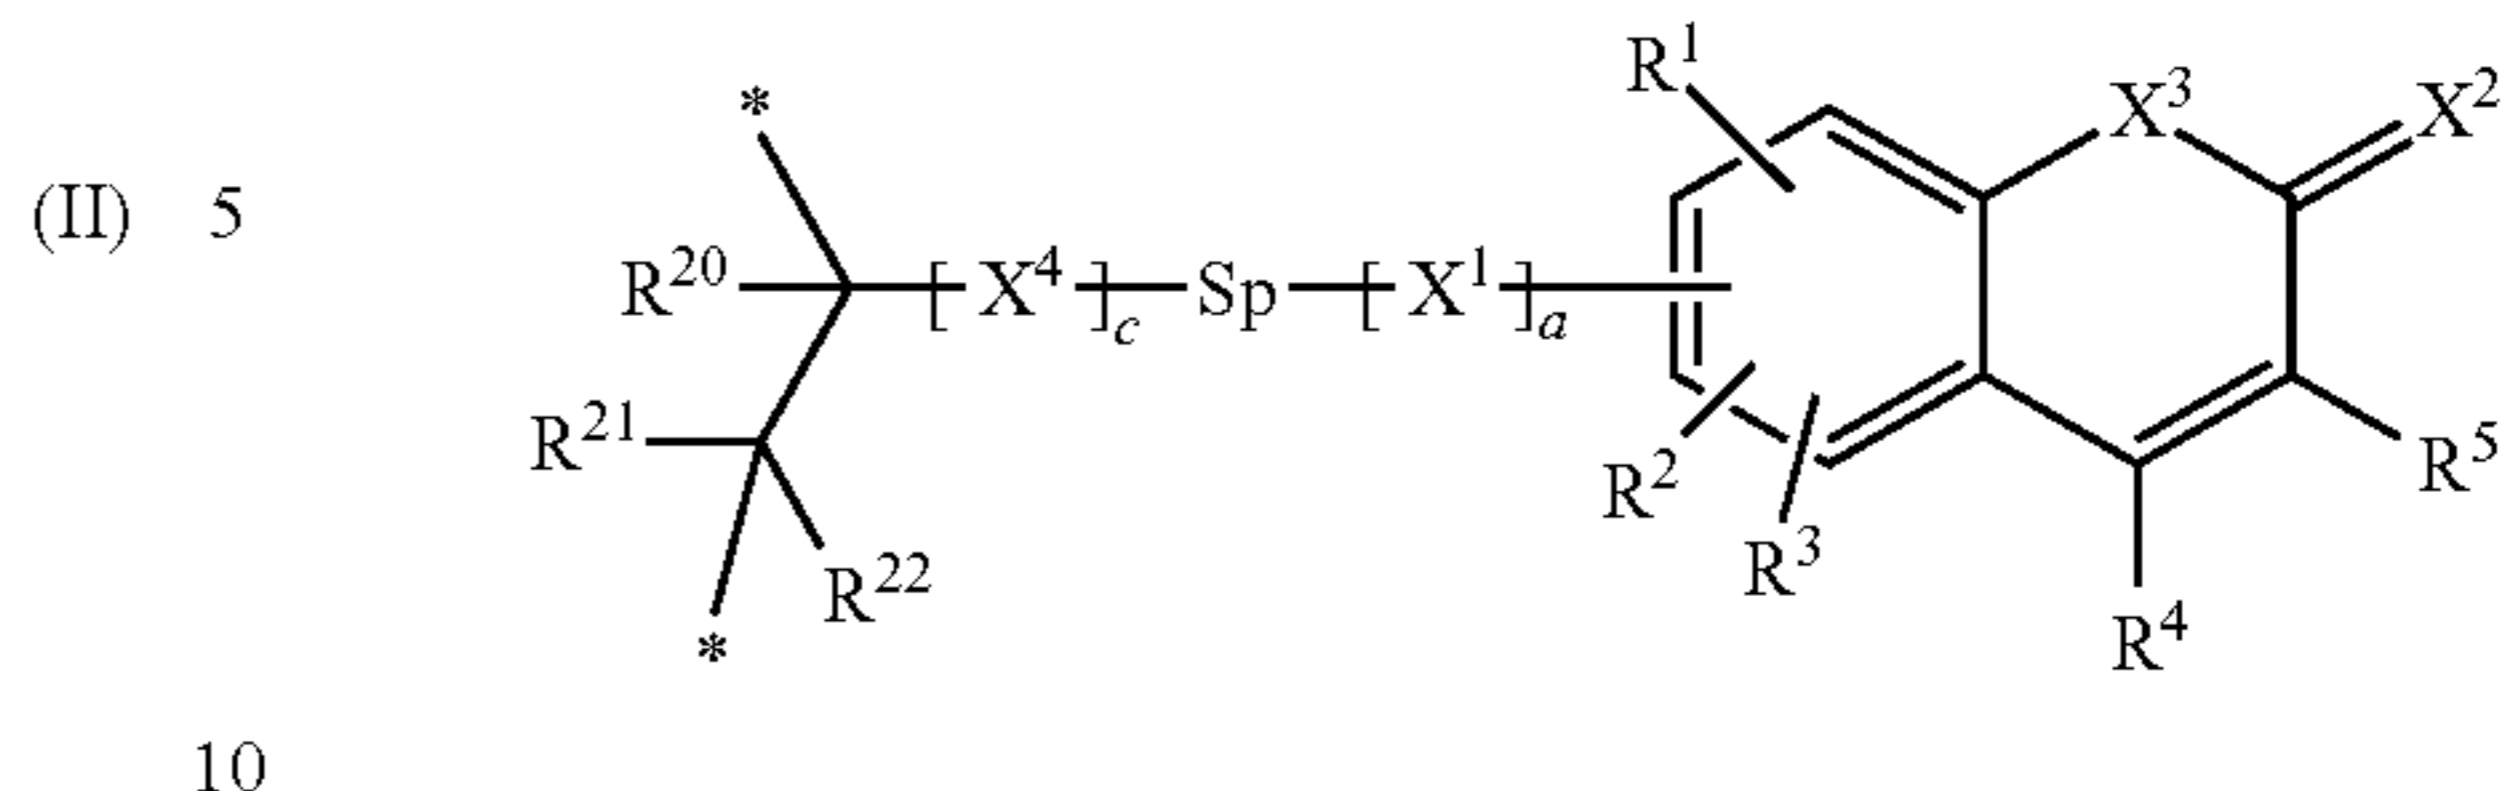 R¹
X³ X²
*
(II) 5
R²⁰ [ X⁴ ]c Sp [ X¹ ]a
R²¹ R² R⁵
R²² R³
* R⁴
10